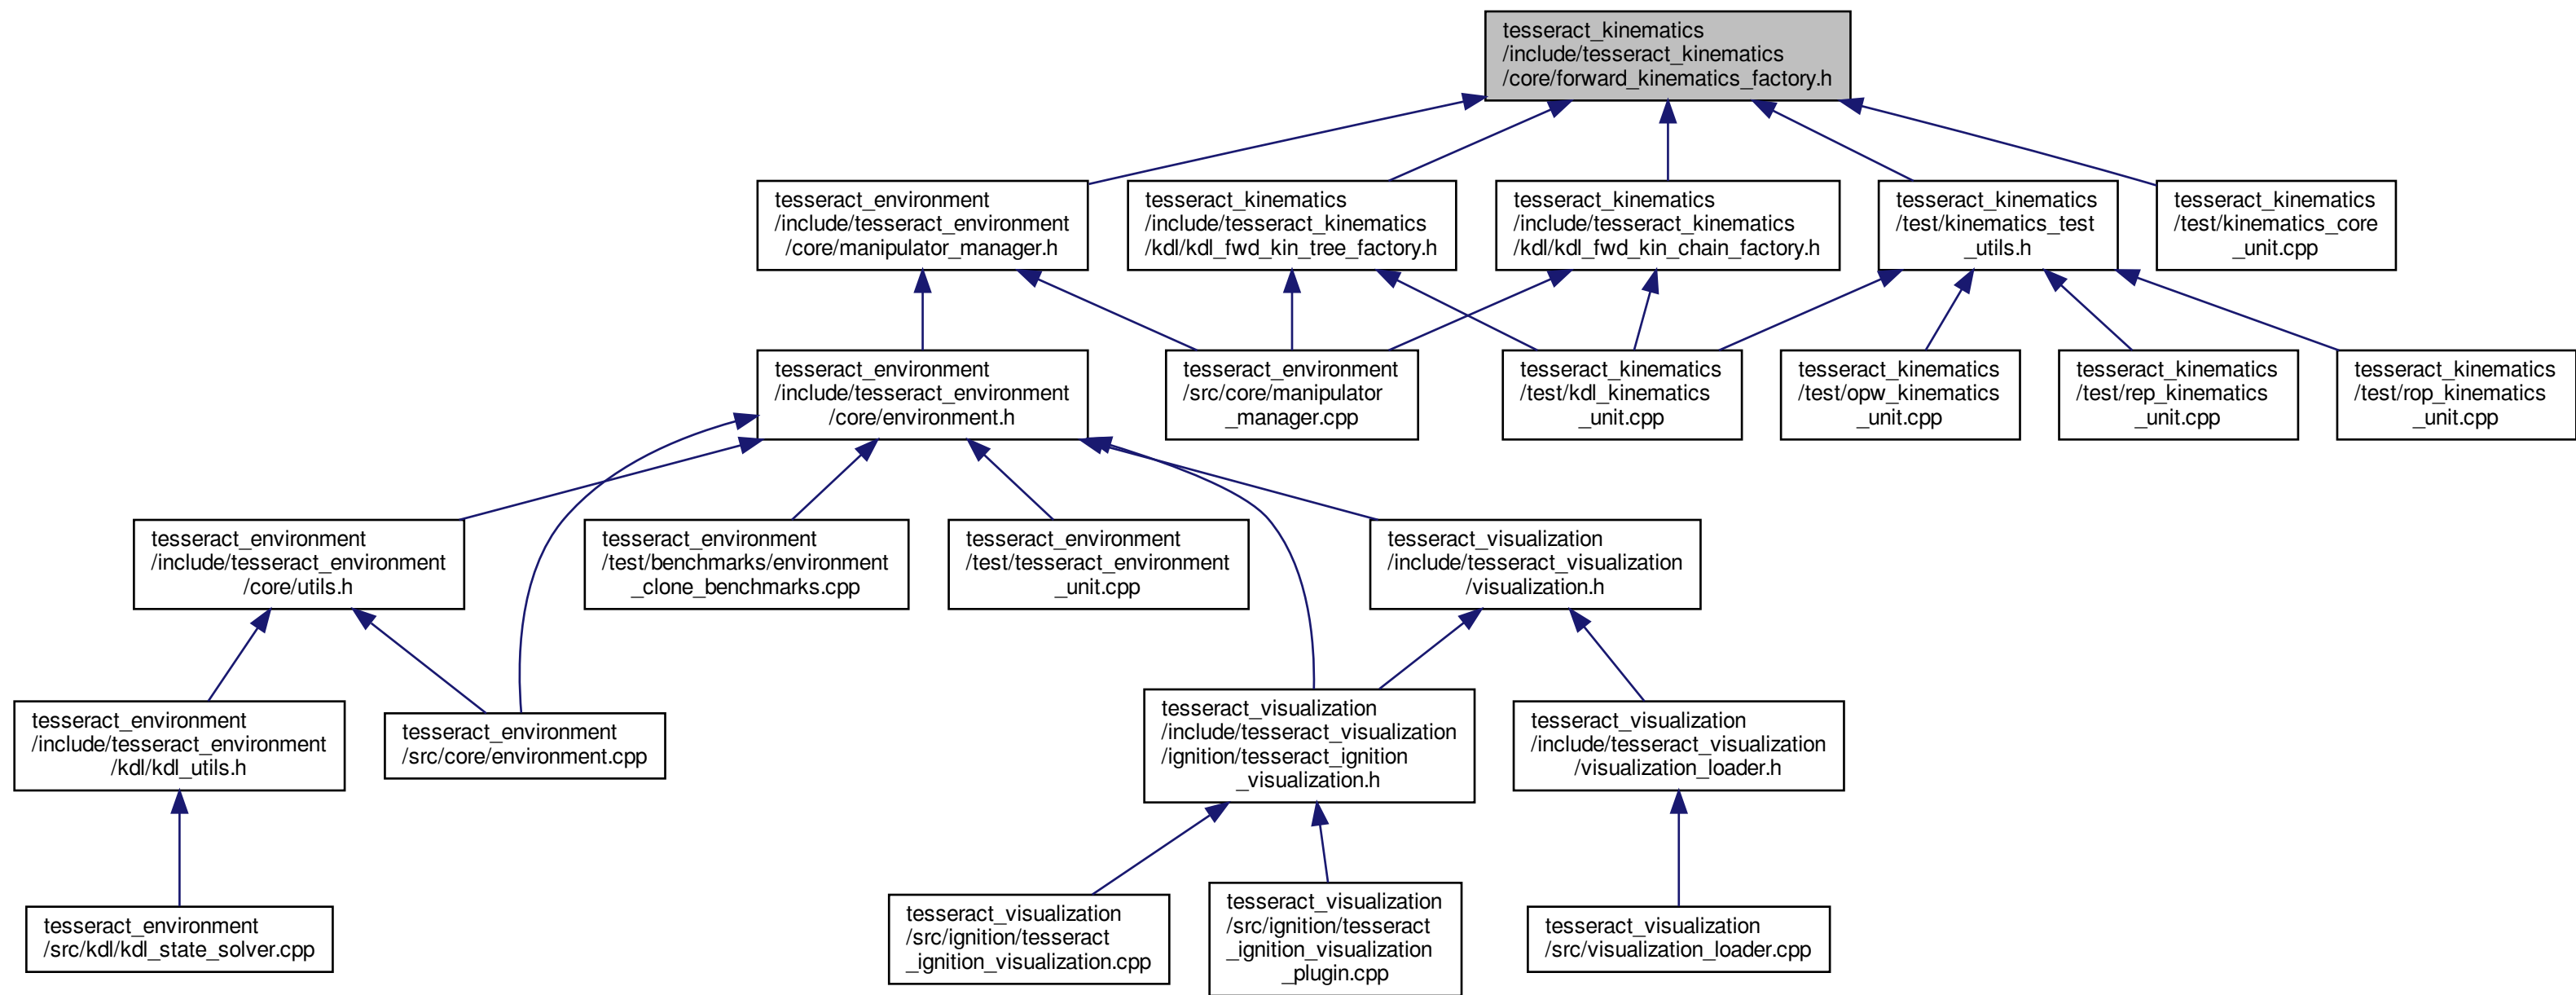 tesseract_kinematics
/include/tesseract_kinematics
/core/forward_kinematics_factory.h
tesseract_environment
/include/tesseract_environment
/core/manipulator_manager.h
tesseract_kinematics
/include/tesseract_kinematics
/kdl/kdl_fwd_kin_tree_factory.h
tesseract_kinematics
/include/tesseract_kinematics
/kdl/kdl_fwd_kin_chain_factory.h
tesseract_kinematics
/test/kinematics_test
_utils.h
tesseract_kinematics
/test/kinematics_core
_unit.cpp
tesseract_environment
/include/tesseract_environment
/core/environment.h
tesseract_environment
/src/core/manipulator
_manager.cpp
tesseract_kinematics
/test/kdl_kinematics
_unit.cpp
tesseract_kinematics
/test/opw_kinematics
_unit.cpp
tesseract_kinematics
/test/rep_kinematics
_unit.cpp
tesseract_kinematics
/test/rop_kinematics
_unit.cpp
tesseract_environment
/include/tesseract_environment
/core/utils.h
tesseract_environment
/test/benchmarks/environment
_clone_benchmarks.cpp
tesseract_environment
/test/tesseract_environment
_unit.cpp
tesseract_visualization
/include/tesseract_visualization
/visualization.h
tesseract_environment
/include/tesseract_environment
/kdl/kdl_utils.h
tesseract_environment
/src/core/environment.cpp
tesseract_visualization
/include/tesseract_visualization
/ignition/tesseract_ignition
_visualization.h
tesseract_visualization
/include/tesseract_visualization
/visualization_loader.h
tesseract_environment
/src/kdl/kdl_state_solver.cpp
tesseract_visualization
/src/ignition/tesseract
_ignition_visualization.cpp
tesseract_visualization
/src/ignition/tesseract
_ignition_visualization
_plugin.cpp
tesseract_visualization
/src/visualization_loader.cpp